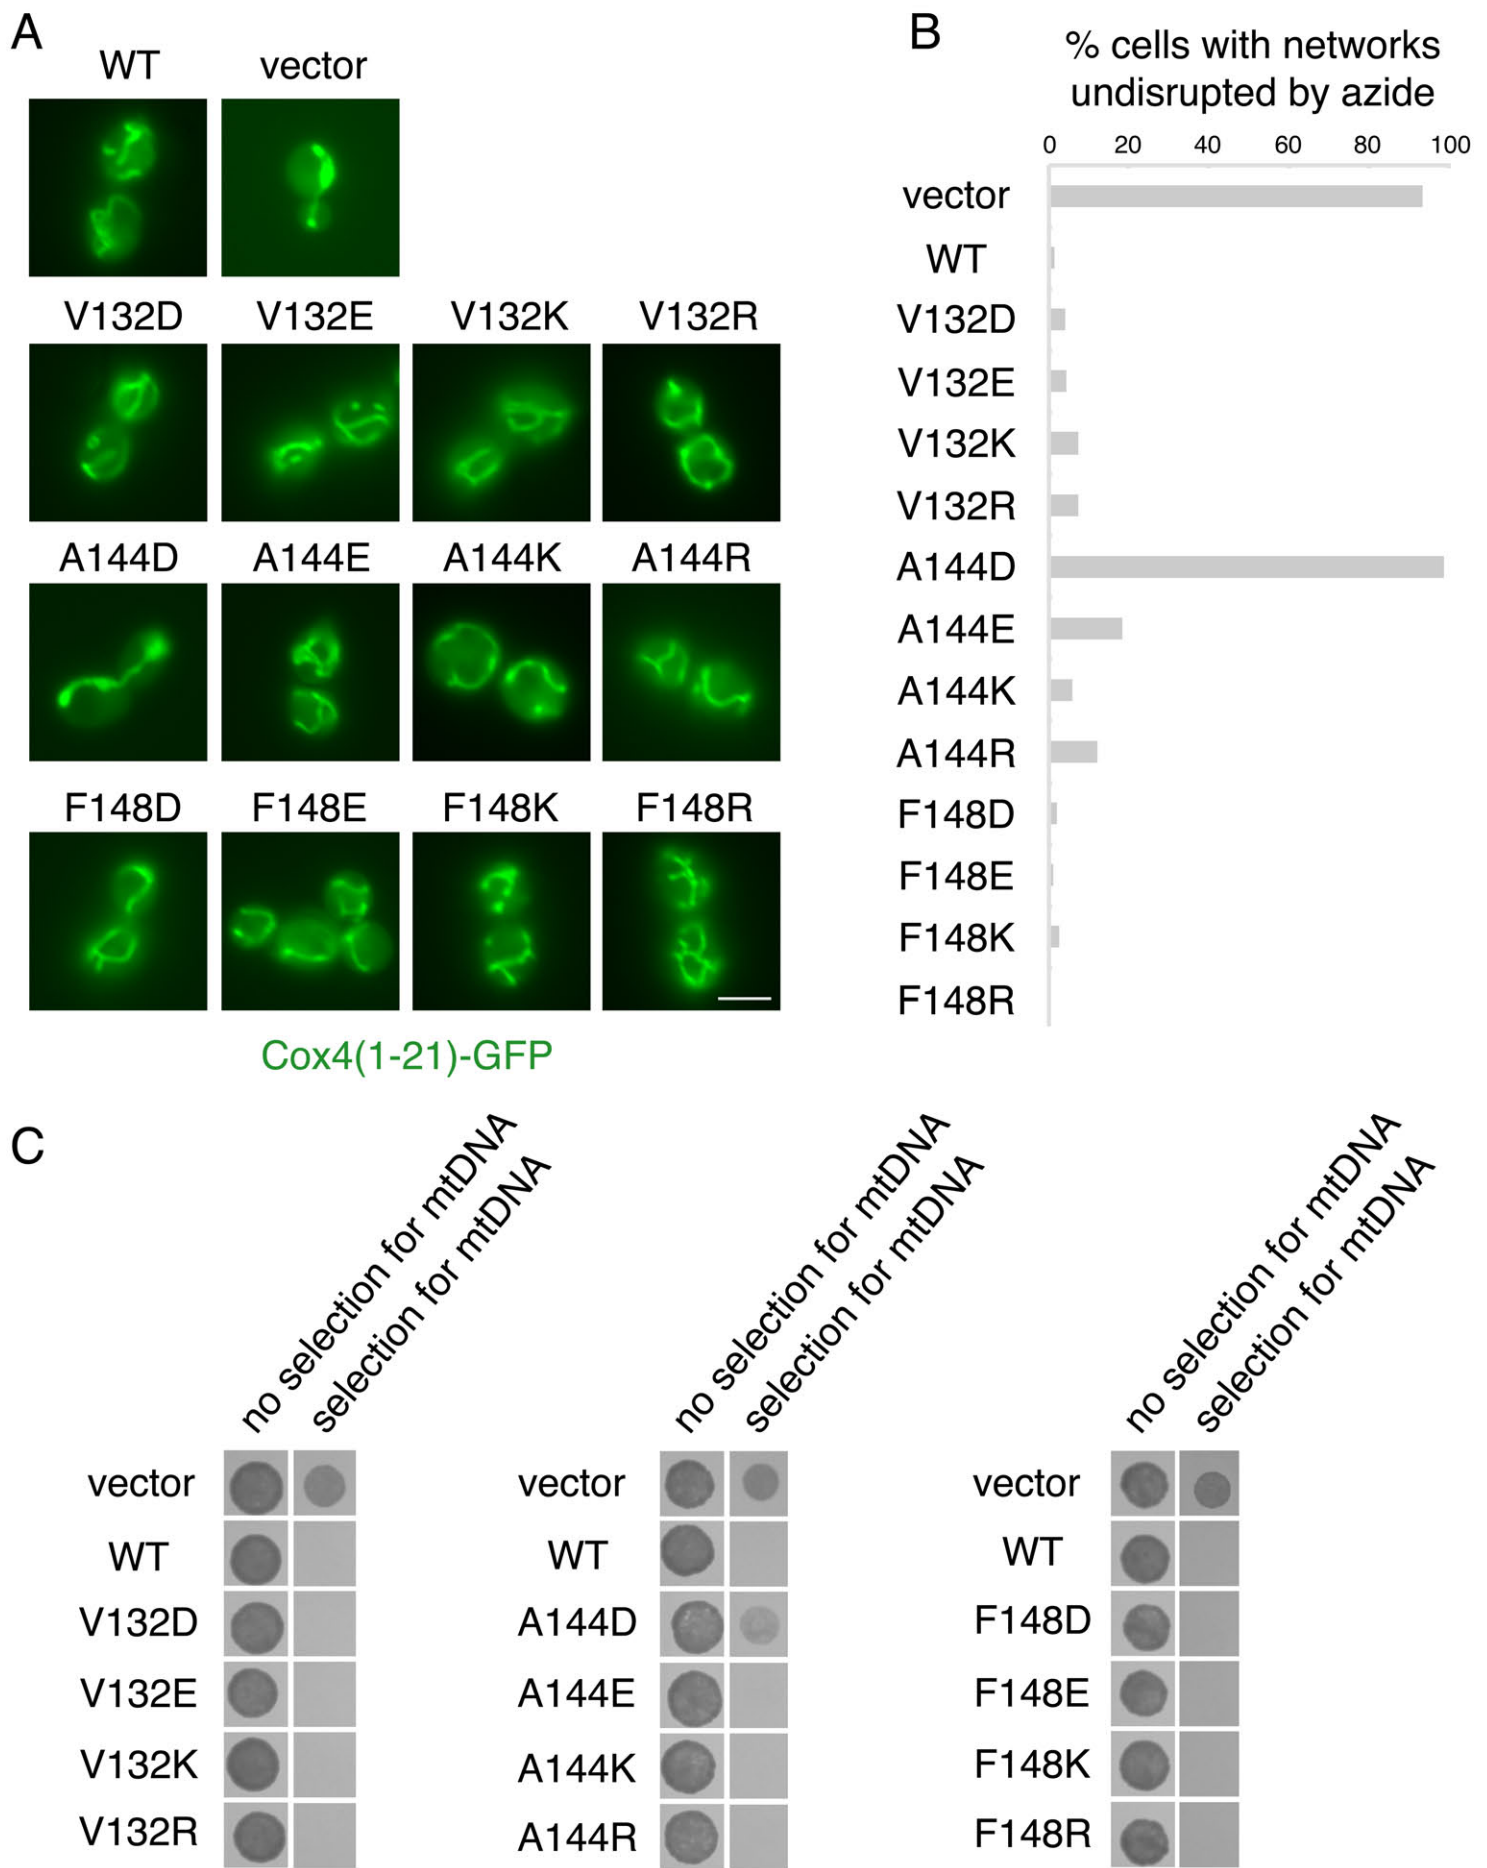 A
WT vector
V132D V132E V132K V132R
A144D A144E A144K A144R
F148D F148E F148K F148R
Cox4(1-21)-GFP
B
% cells with networks
undisrupted by azide
0 20 40 60 80 100
vector
WT
V132D
V132E
V132K
V132R
A144D
A144E
A144K
A144R
F148D
F148E
F148K
F148R
C
no selection for mtDNA
selection for mtDNA
vector
WT
V132D
V132E
V132K
V132R
no selection for mtDNA
selection for mtDNA
vector
WT
A144D
A144E
A144K
A144R
no selection for mtDNA
selection for mtDNA
vector
WT
F148D
F148E
F148K
F148R